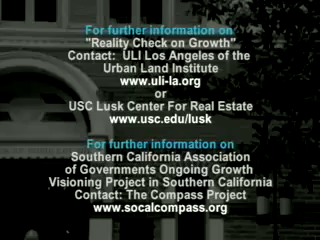 For further information on
"Reality Check on Growth"
Contact:  ULI Los Angeles of the
Urban Land Institute
www.uli-la.org
or
USC Lusk Center For Real Estate
www.usc.edu/lusk
For further information on
Southern California Association
of Governments Ongoing Growth
Visioning Project in Southern California
Contact: The Compass Project
www.socalcompass.org